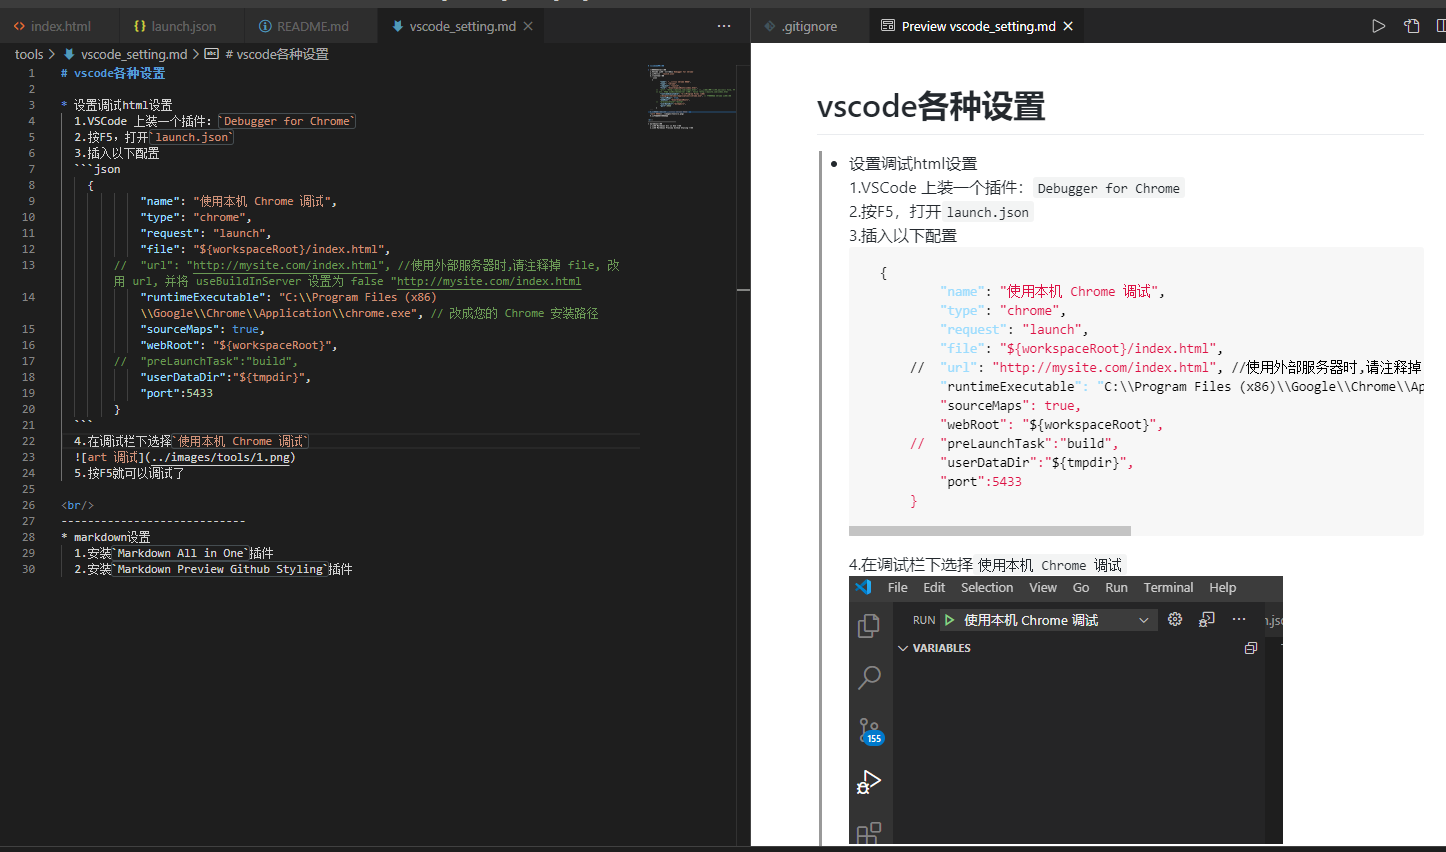 index.html
launch.json
README.md
vscode_setting.md
.gitignore
Preview vscode_setting.md
tools
vscode_setting.md
# vscode各种设置
1 # vscode各种设置
2
3 * 设置调试html设置
4 1.VSCode 上装一个插件：`Debugger for Chrome`
5 2.按F5，打开`launch.json`
6 3.插入以下配置
7 ```json
8 {
9 "name": "使用本机 Chrome 调试",
10 "type": "chrome",
11 "request": "launch",
12 "file": "${workspaceRoot}/index.html",
13 // "url": "http://mysite.com/index.html", //使用外部服务器时,请注释掉 file, 改
用 url, 并将 useBuildInServer 设置为 false "http://mysite.com/index.html
14 "runtimeExecutable": "C:\\Program Files (x86)
\\Google\\Chrome\\Application\\chrome.exe", // 改成您的 Chrome 安装路径
15 "sourceMaps": true,
16 "webRoot": "${workspaceRoot}",
17 // "preLaunchTask":"build",
18 "userDataDir":"${tmpdir}",
19 "port":5433
20 }
21 ```
22 4.在调试栏下选择`使用本机 Chrome 调试`
23 ![art 调试](../images/tools/1.png)
24 5.按F5就可以调试了
25
26 <br/>
27 ----------------------------
28 * markdown设置
29 1.安装`Markdown All in One`插件
30 2.安装`Markdown Preview Github Styling`插件
vscode各种设置
设置调试html设置
1.VSCode 上装一个插件： Debugger for Chrome
2.按F5，打开 launch.json
3.插入以下配置
{
"name": "使用本机 Chrome 调试",
"type": "chrome",
"request": "launch",
"file": "${workspaceRoot}/index.html",
// "url": "http://mysite.com/index.html", //使用外部服务器时,请注释掉
"runtimeExecutable": "C:\\Program Files (x86)\\Google\\Chrome\\Ap
"sourceMaps": true,
"webRoot": "${workspaceRoot}",
// "preLaunchTask":"build",
"userDataDir":"${tmpdir}",
"port":5433
}
4.在调试栏下选择 使用本机 Chrome 调试
File Edit Selection View Go Run Terminal Help
RUN 使用本机 Chrome 调试
VARIABLES
155